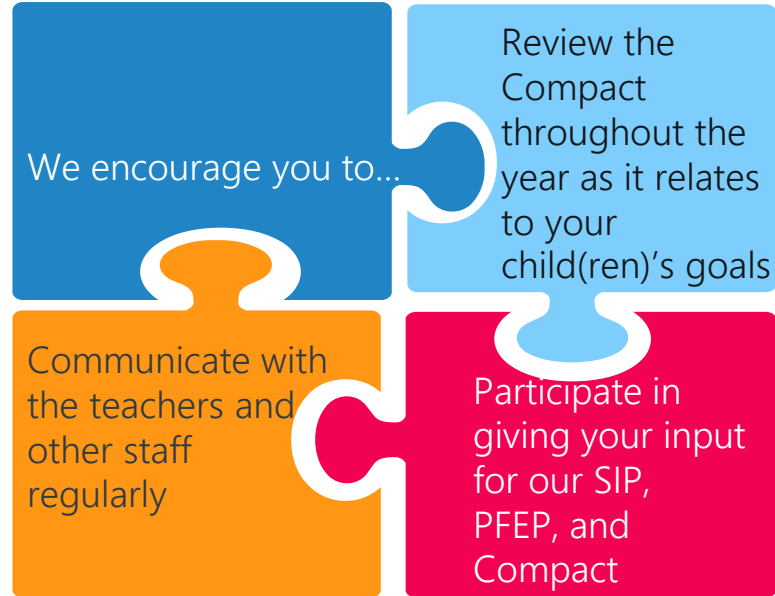 We encourage you to...
Review the
Compact
throughout the
year as it relates
to your
child(ren)’s goals
Communicate with
the teachers and
other staff
regularly
Participate in
giving your input
for our SIP,
PFEP, and
Compact